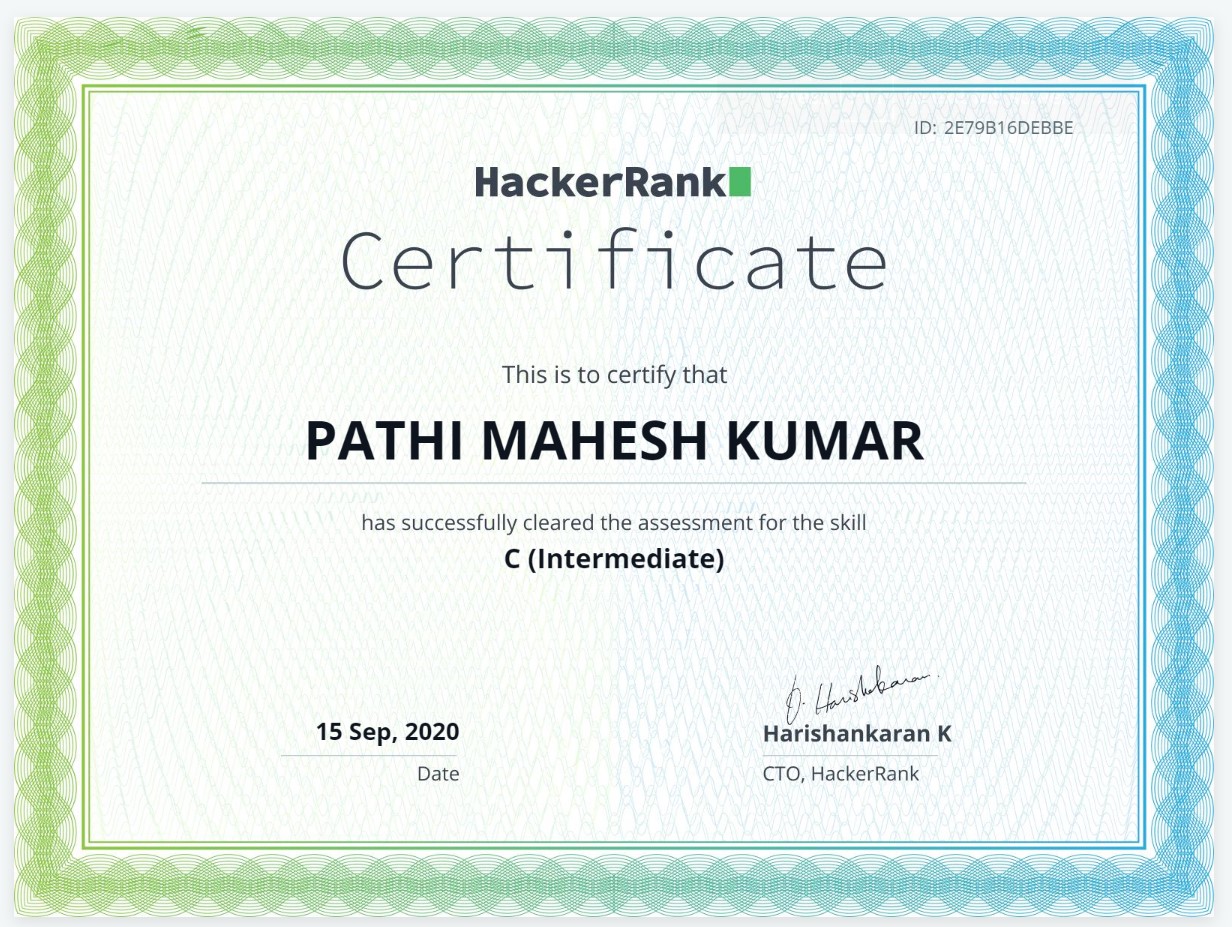 ID: 2E79B16DEBBE
HackerRank
Certificate
This is to certify that
PATHI MAHESH KUMAR
has successfully cleared the assessment for the skill
C (Intermediate)
15 Sep, 2020
Date
Harishankaran K
CTO, HackerRank